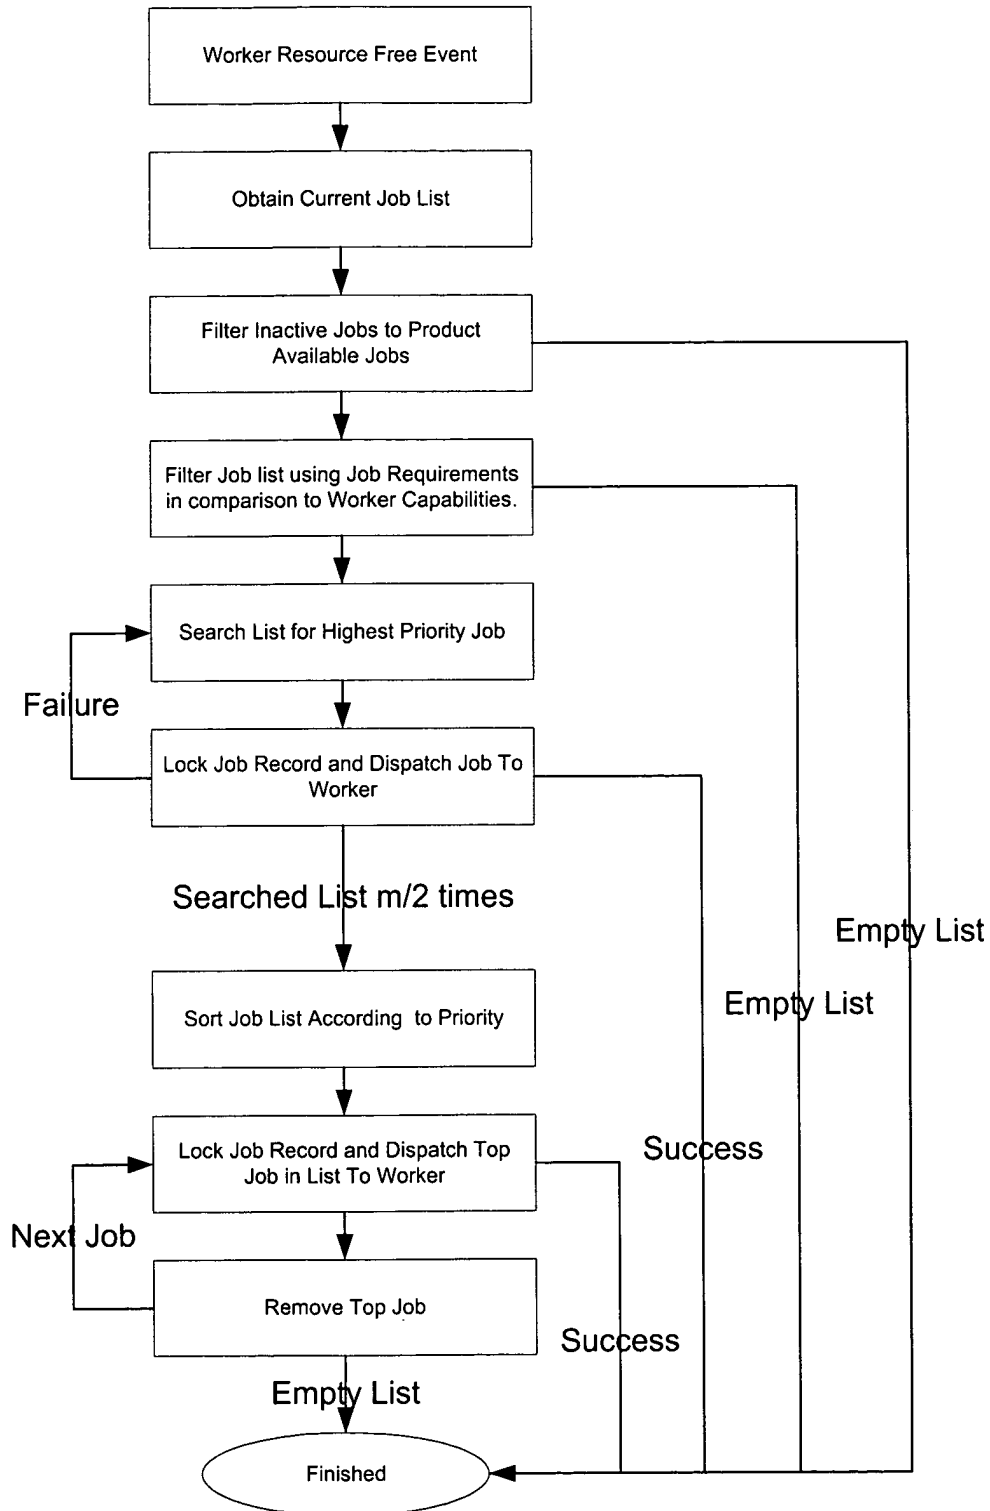 Worker Resource Free Event
Obtain Current Job List
Filter Inactive Jobs to Product
Available Jobs
Filter Job list using Job Requirements
in comparison to Worker Capabilities.
Search List for Highest Priority Job
Failure
Lock Job Record and Dispatch Job To
Worker
Searched List m/2 times
Empty List
Empty List
Sort Job List According to Priority
Lock Job Record and Dispatch Top
Job in List To Worker
Success
Next Job
Remove Top Job
Success
Empty List
Finished